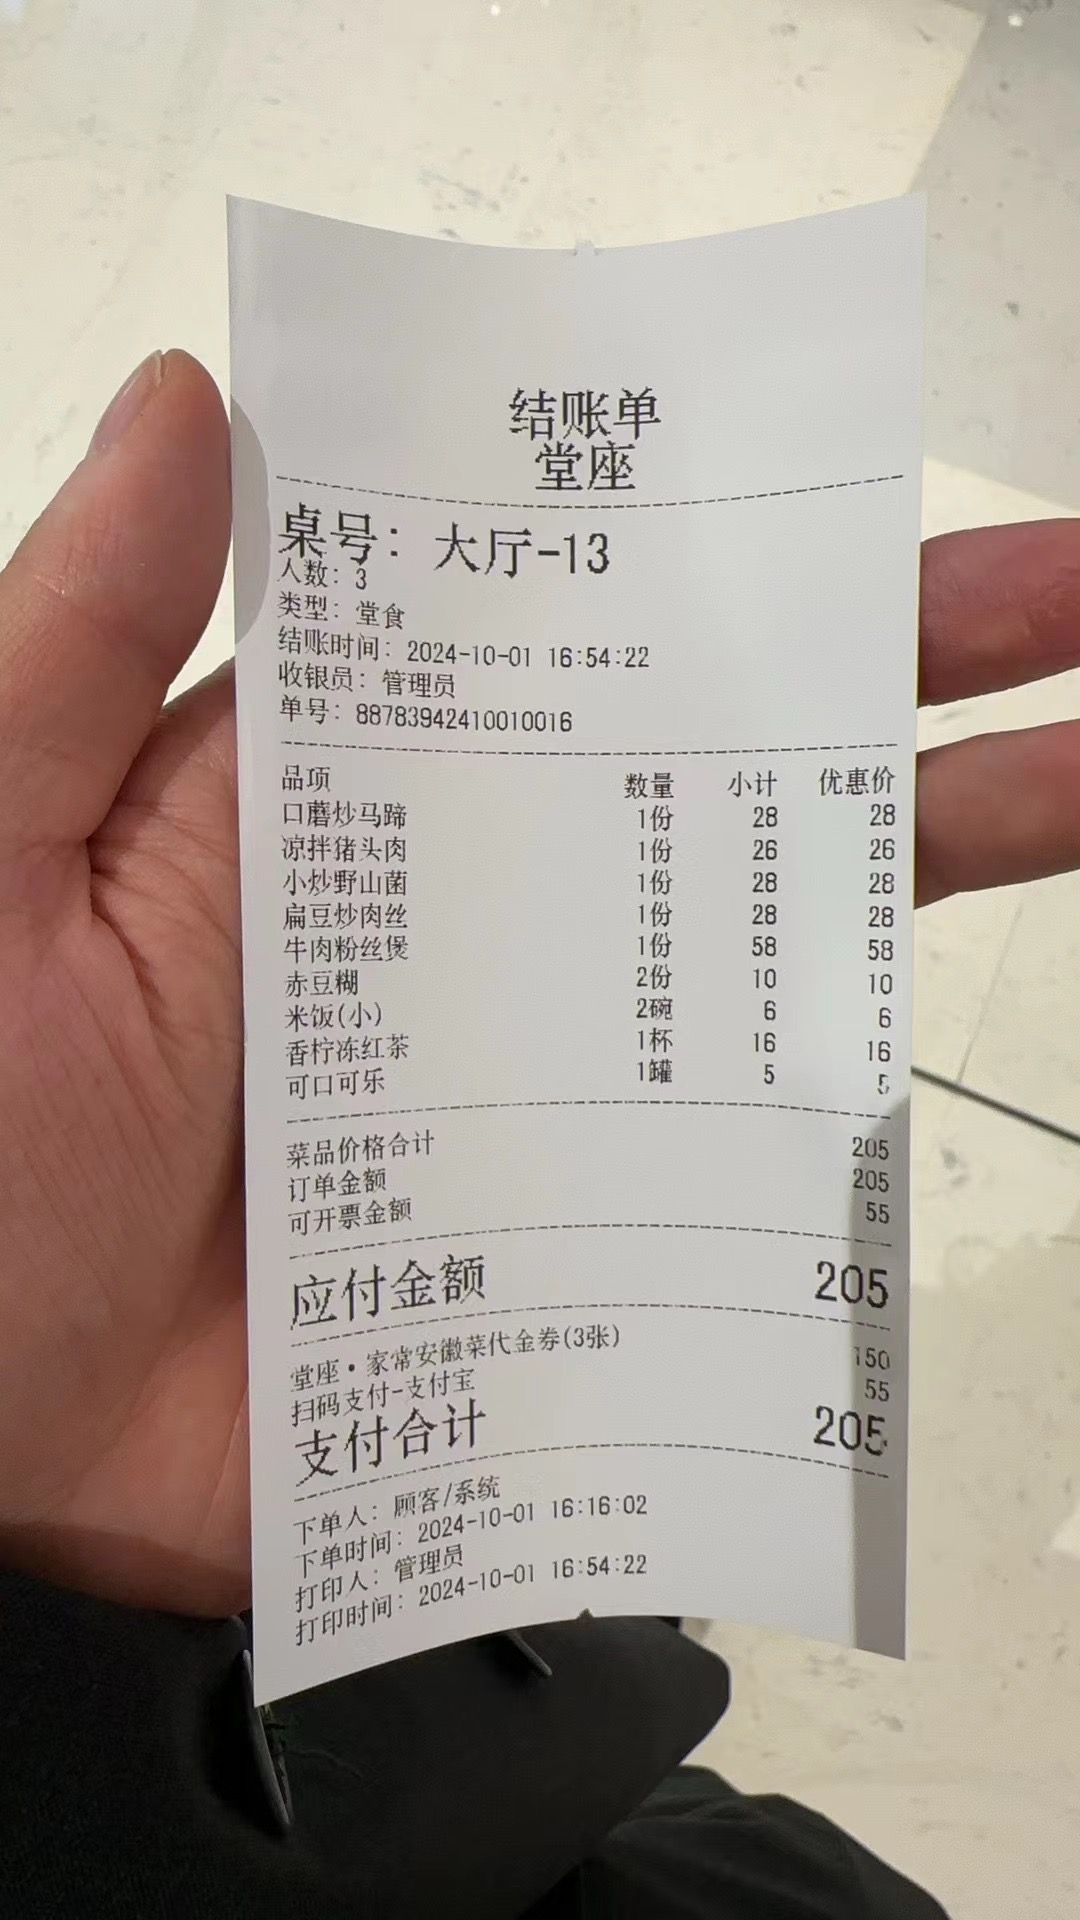 结账单
堂座
桌号：大厅-13
人数：3
类型：堂食
结账时间：2024-10-01 16:54:22
收银员：管理员
单号：88783942410010016
品项 数量 小计 优惠价
口蘑炒马蹄 1份 28 28
凉拌猪头肉 1份 26 26
小炒野山菌 1份 28 28
扁豆炒肉丝 1份 28 28
牛肉粉丝煲 1份 58 58
赤豆糊 2份 10 10
米饭(小) 2碗 6 6
香柠冻红茶 1杯 16 16
可口可乐 1罐 5 5
菜品价格合计 205
订单金额 205
可开票金额 55
应付金额 205
堂座·家常安徽菜代金券(3张) 150
扫码支付-支付宝 55
支付合计 205
下单人：顾客/系统
下单时间：2024-10-01 16:16:02
打印人：管理员
打印时间：2024-10-01 16:54:22